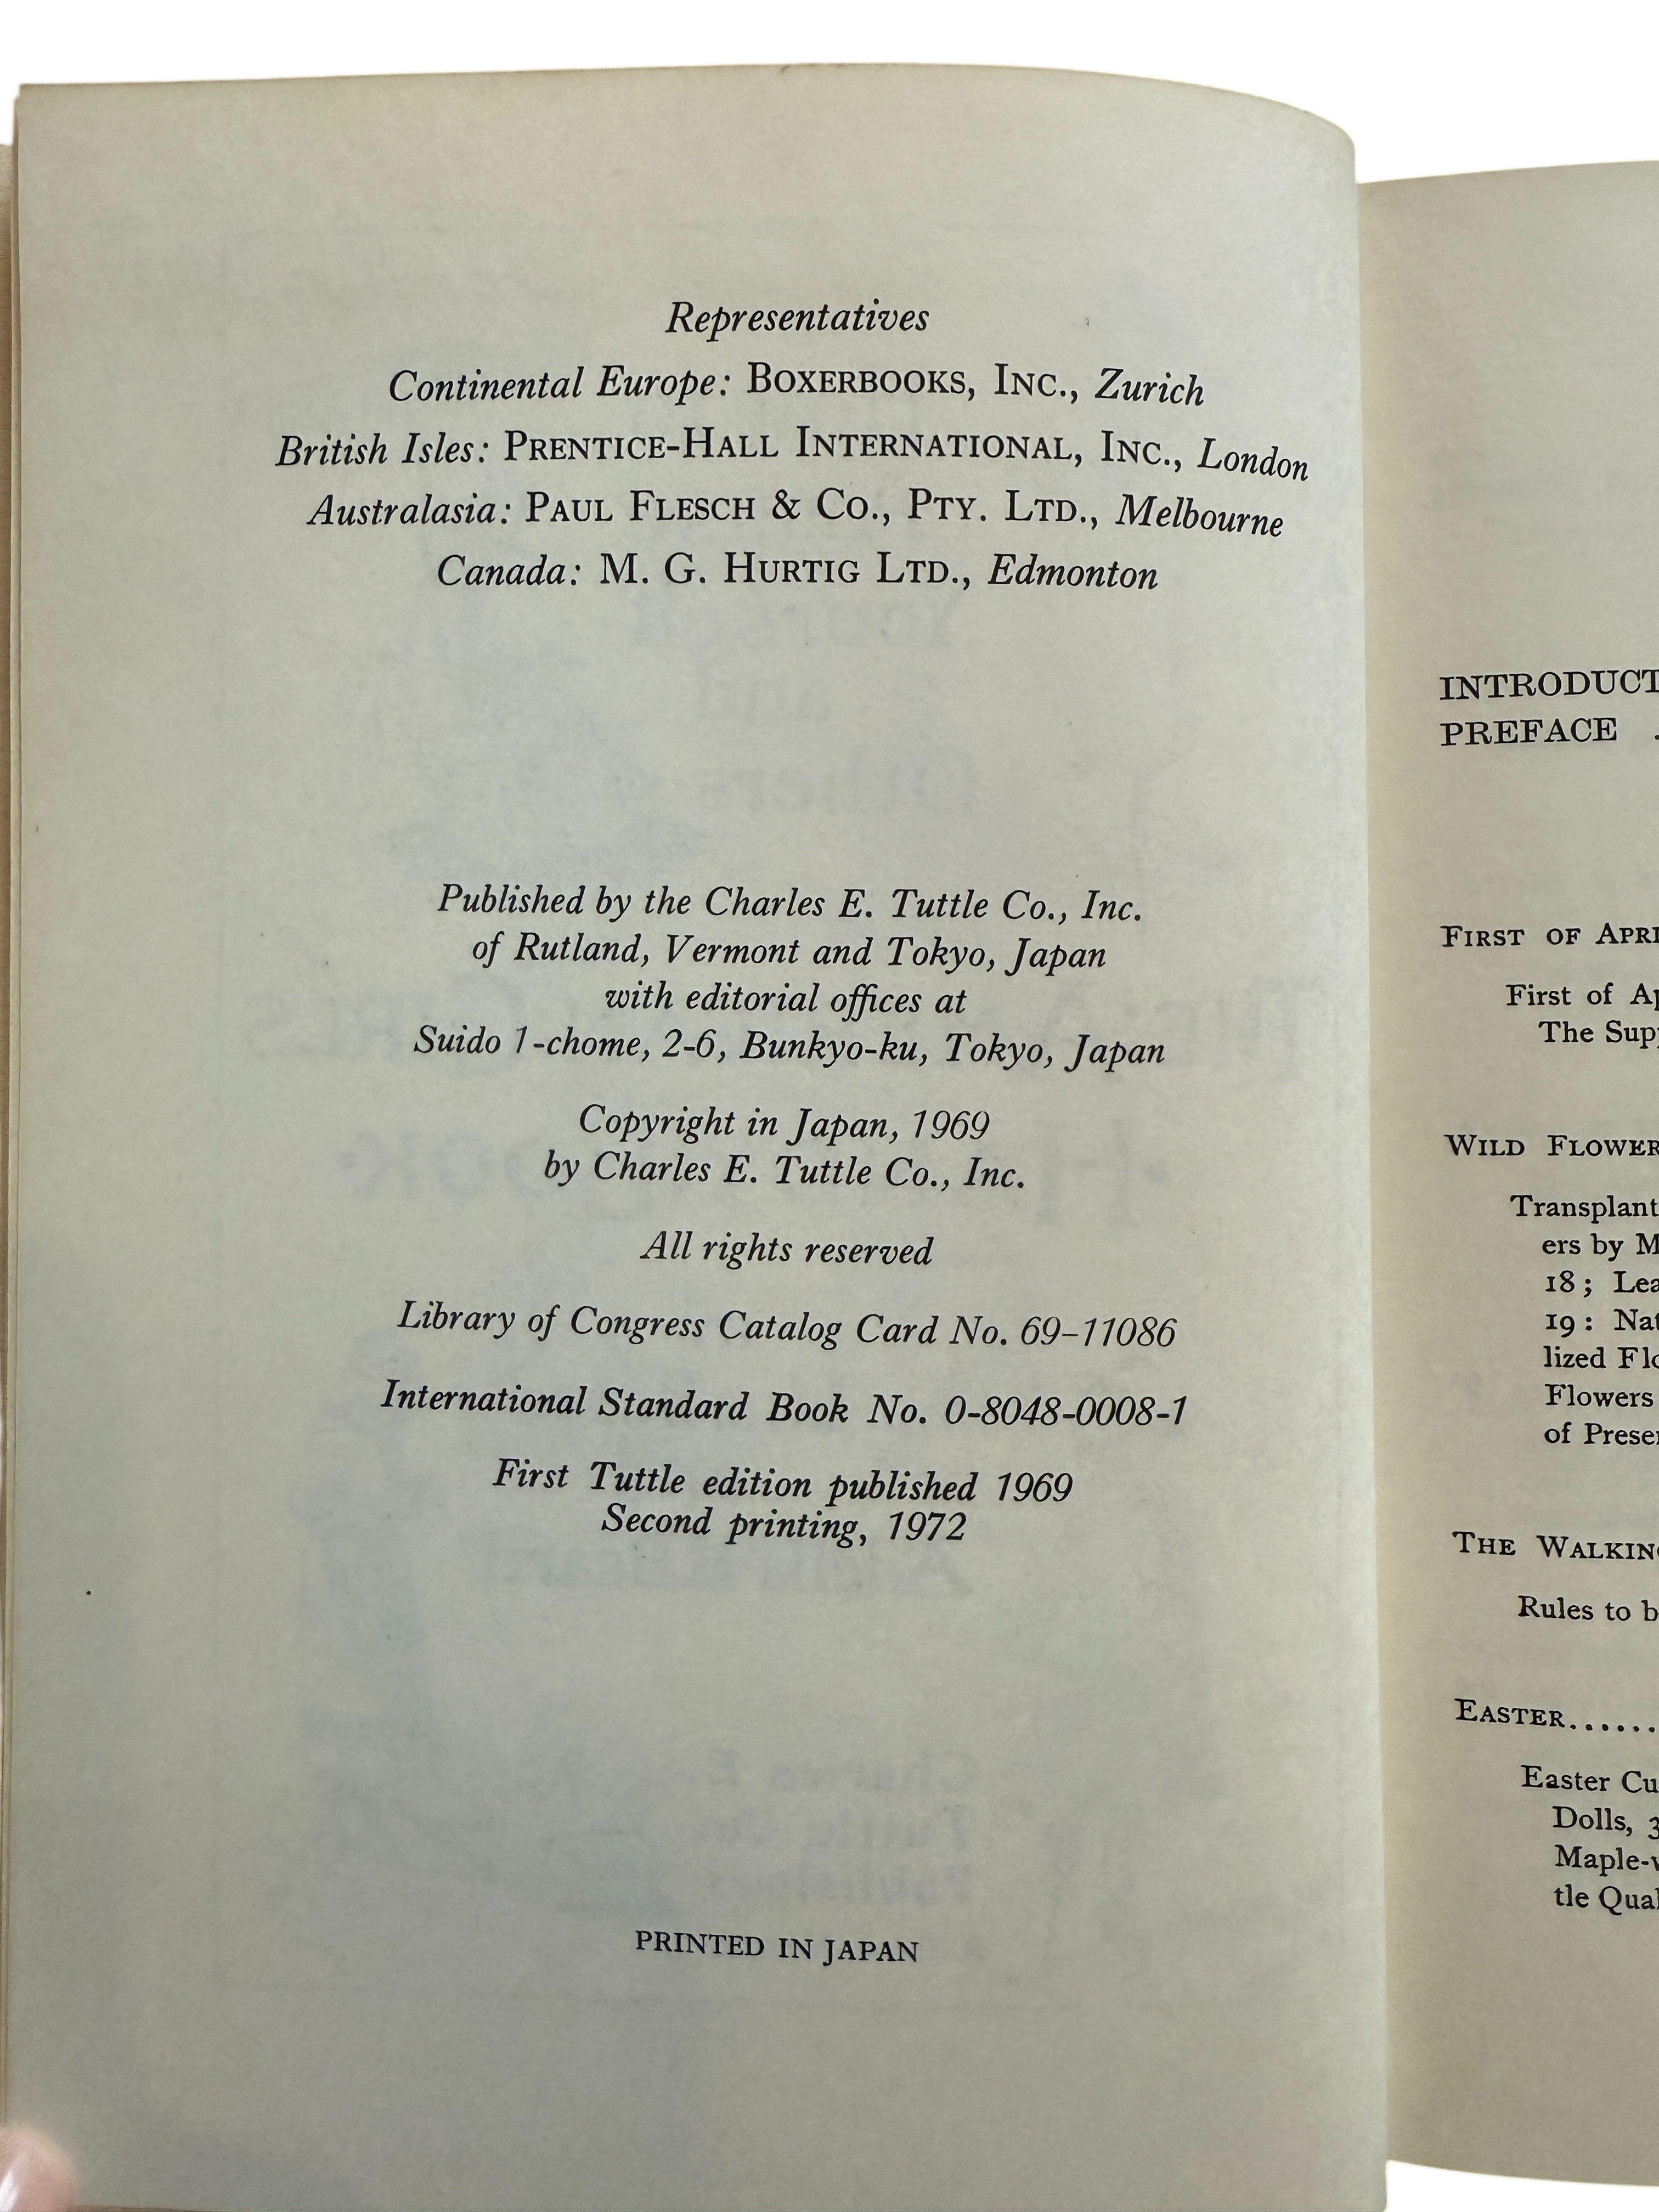 Representatives
Continental Europe: BOXERBOOKS, INC., Zurich
British Isles: PRENTICE-HALL INTERNATIONAL, INC., London
Australasia: PAUL FLESCH & CO., PTY. LTD., Melbourne
Canada: M. G. HURTIG LTD., Edmonton
Published by the Charles E. Tuttle Co., Inc.
of Rutland, Vermont and Tokyo, Japan
with editorial offices at
Suido 1-chome, 2-6, Bunkyo-ku, Tokyo, Japan
Copyright in Japan, 1969
by Charles E. Tuttle Co., Inc.
All rights reserved
Library of Congress Catalog Card No. 69-11086
International Standard Book No. 0-8048-0008-1
First Tuttle edition published 1969
Second printing, 1972
PRINTED IN JAPAN
INTRODUCT
PREFACE .
FIRST OF APRI
First of Ap
The Supp
WILD FLOWER
Transplant
ers by M
18; Lea
19: Nat
lized Flo
Flowers
of Prese
THE WALKING
Rules to b
EASTER......
Easter Cu
Dolls, 3
Maple-w
tle Qua